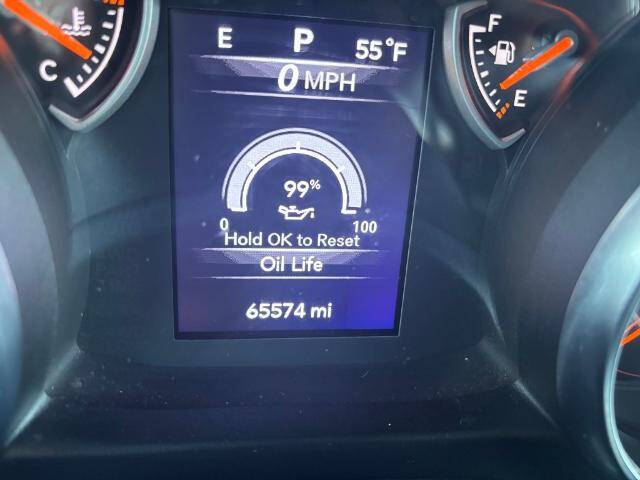 E P 55°F
0 MPH
C
F
E
99%
0 100
Hold OK to Reset
Oil Life
65574 mi